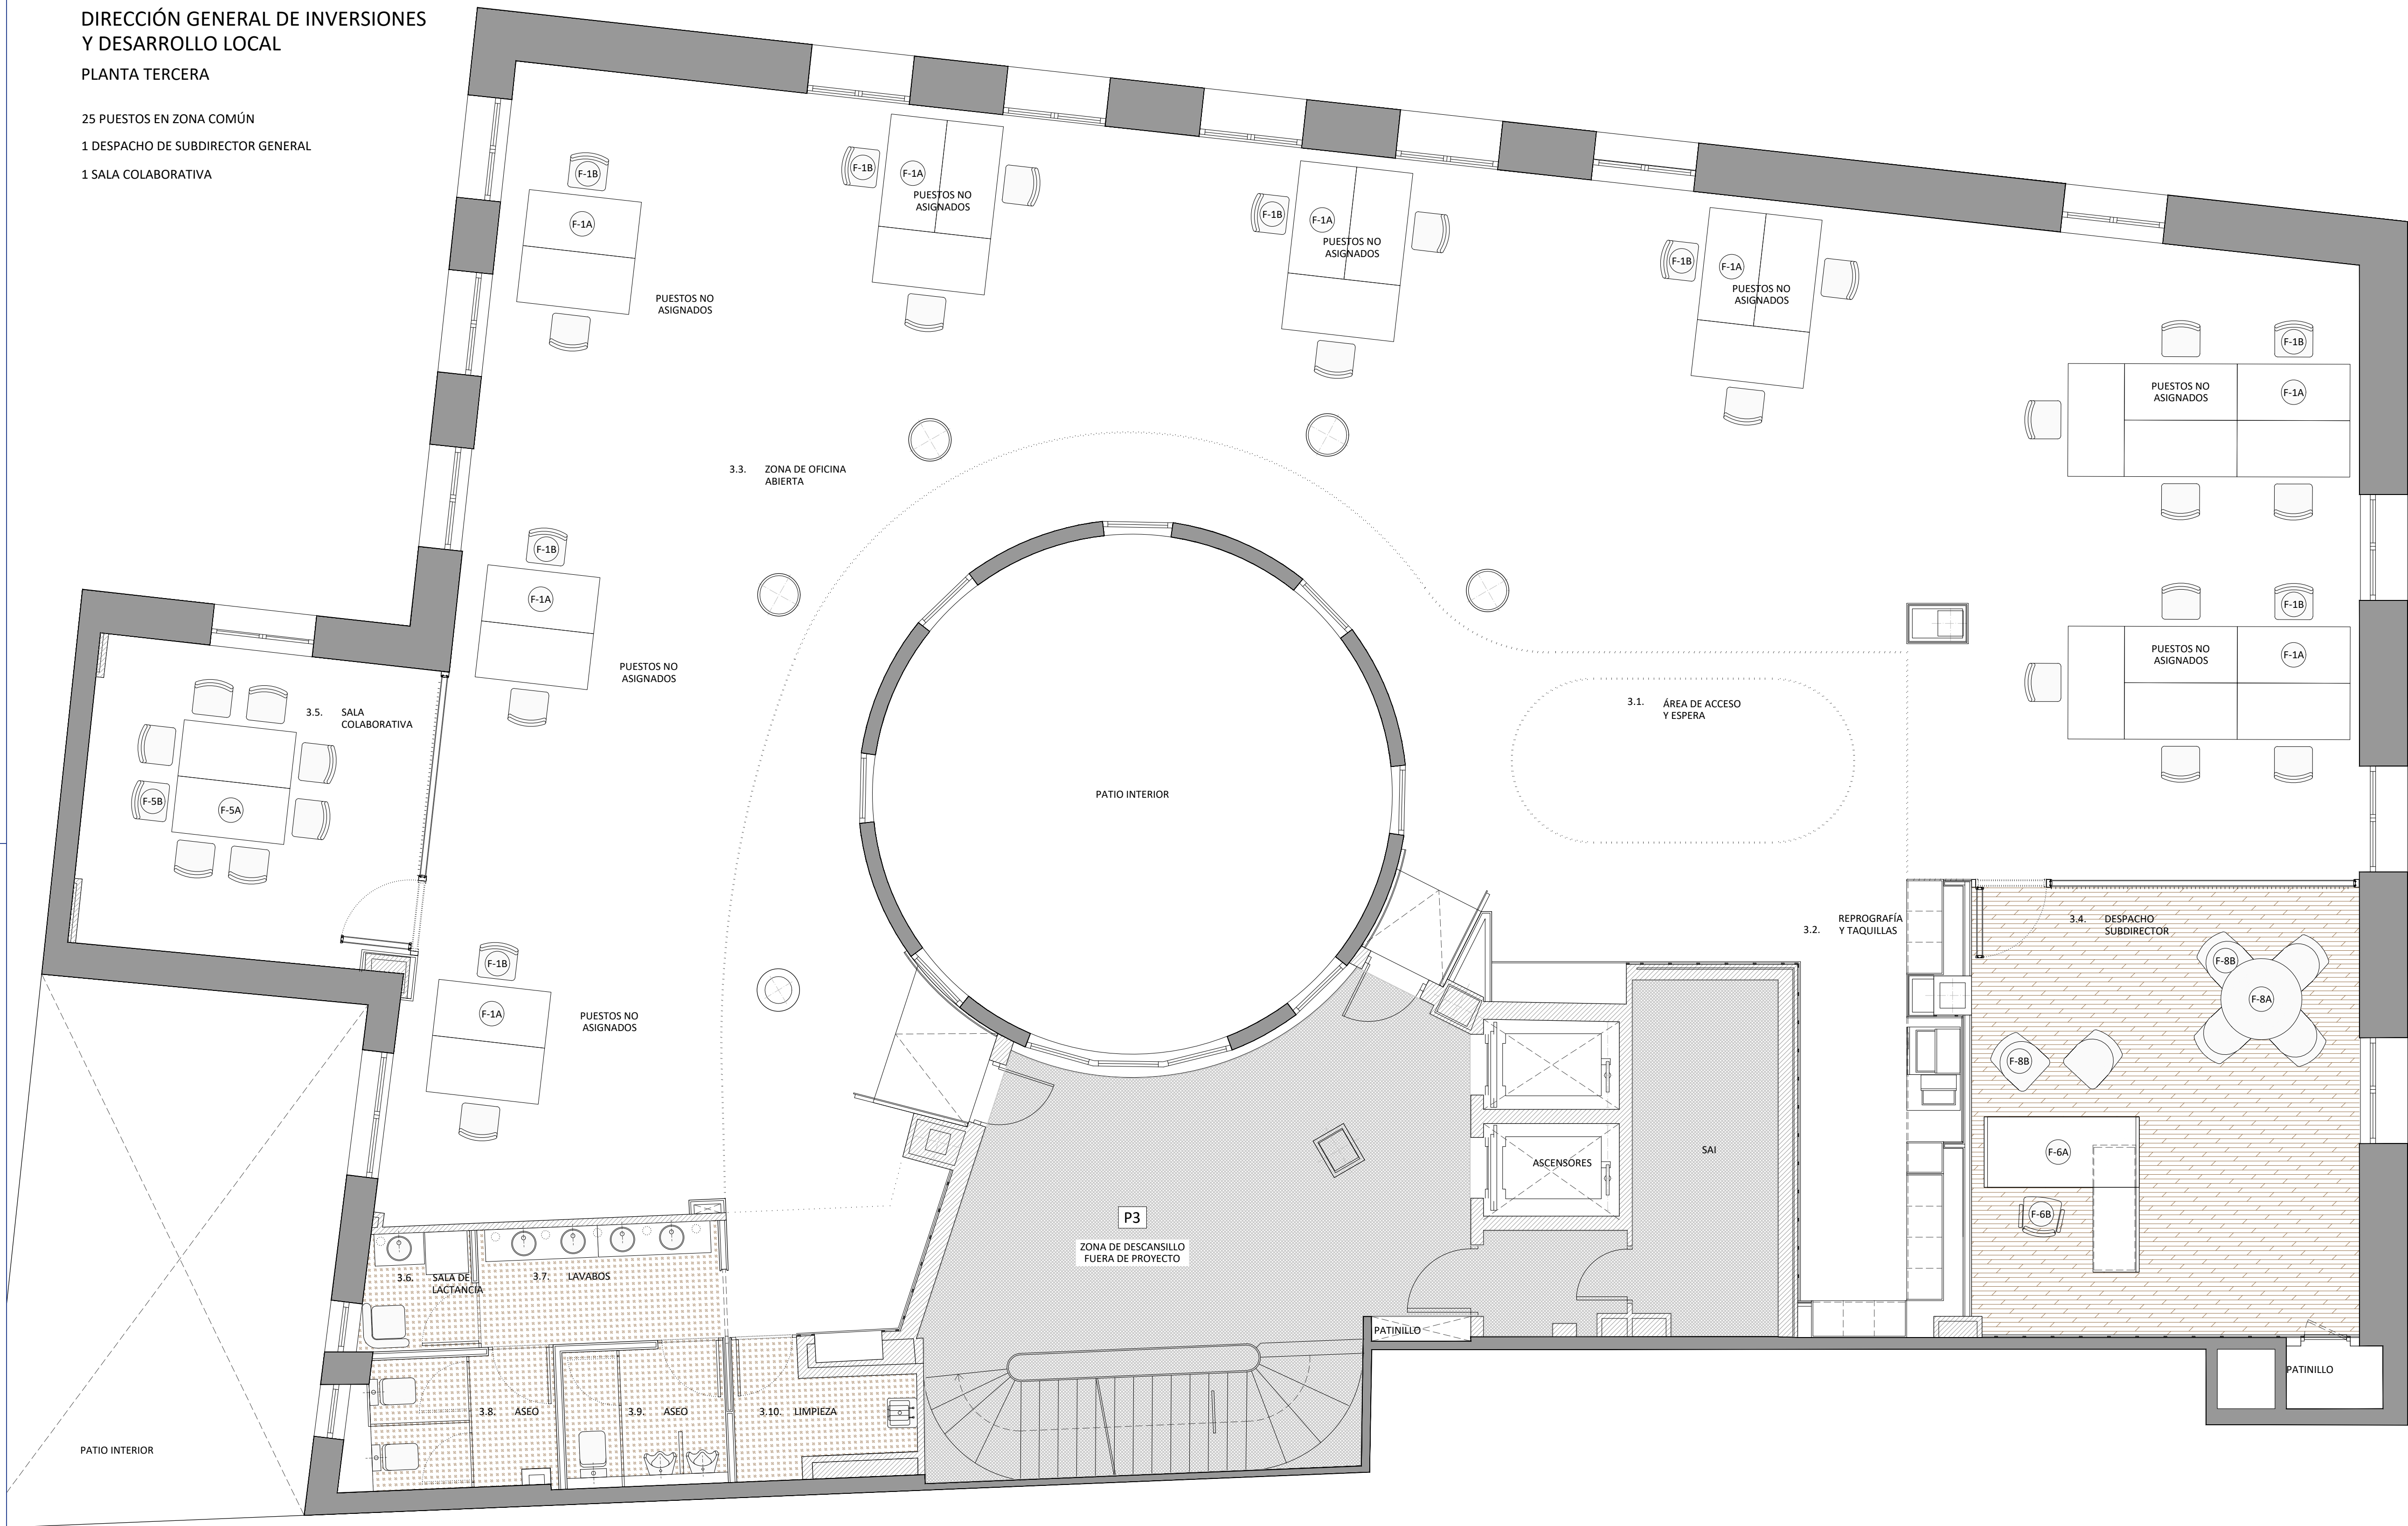 DIRECCIÓN GENERAL DE INVERSIONES
Y DESARROLLO LOCAL
PLANTA TERCERA
25 PUESTOS EN ZONA COMÚN
1 DESPACHO DE SUBDIRECTOR GENERAL
1 SALA COLABORATIVA
F-1B
F-1A
PUESTOS NO
ASIGNADOS
F-1B
F-1A
PUESTOS NO
ASIGNADOS
F-1B
F-1A
PUESTOS NO
ASIGNADOS
F-1B
F-1A
PUESTOS NO
ASIGNADOS
F-1B
PUESTOS NO
ASIGNADOS
F-1A
3.3. ZONA DE OFICINA
ABIERTA
F-1B
F-1A
PUESTOS NO
ASIGNADOS
F-1B
PUESTOS NO
ASIGNADOS
F-1A
3.5. SALA
COLABORATIVA
F-5B
F-5A
3.1. ÁREA DE ACCESO
Y ESPERA
PATIO INTERIOR
3.2. REPROGRAFÍA
Y TAQUILLAS
3.4. DESPACHO
SUBDIRECTOR
F-8B
F-8A
F-8B
F-6A
F-6B
F-1B
F-1A
PUESTOS NO
ASIGNADOS
SAI
ASCENSORES
P3
ZONA DE DESCANSILLO
FUERA DE PROYECTO
3.6. SALA DE
LACTANCIA
3.7. LAVABOS
PATINILLO
PATINILLO
3.8. ASEO
3.9. ASEO
3.10. LIMPIEZA
PATIO INTERIOR